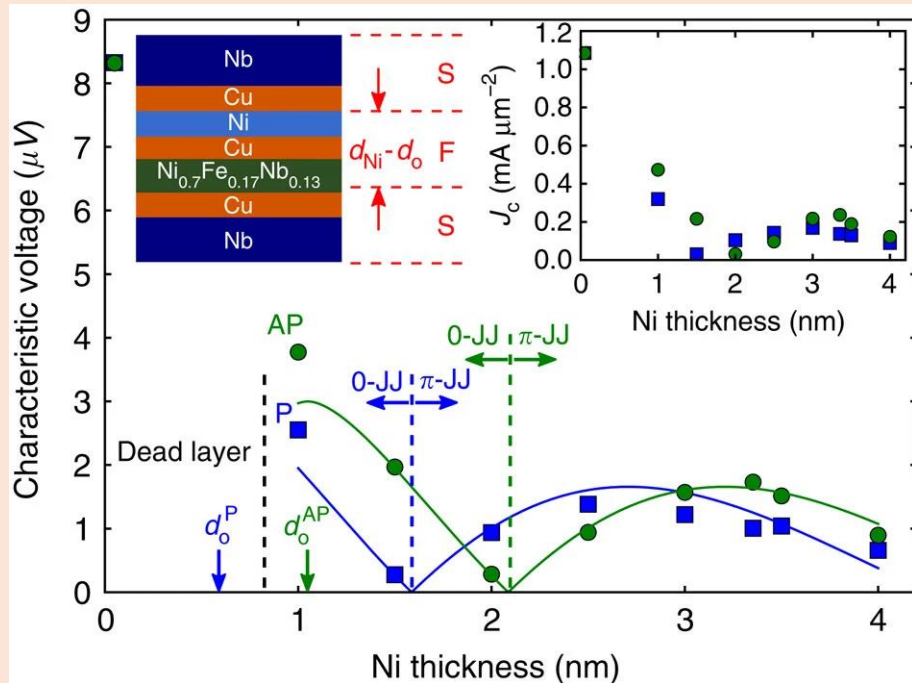 Characteristic voltage (μV)
9
8
7
6
5
4
3
2
1
0
Nb
Cu
Ni
Cu
Ni0.7Fe0.17Nb0.13
Cu
Nb
S
dNi - do F
S
Jc (mA μm−2)
1.2
1.0
0.8
0.6
0.4
0.2
0.0
0 1 2 3 4
Ni thickness (nm)
AP
P
0-JJ π-JJ
0-JJ π-JJ
Dead layer
doP
doAP
1 2 3 4
Ni thickness (nm)